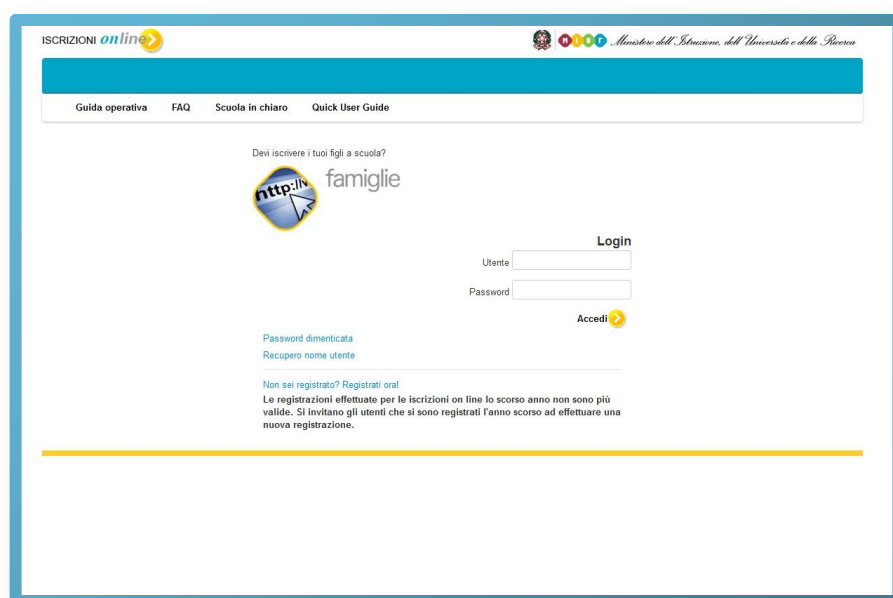 ISCRIZIONI online
miur Ministero dell'Istruzione, dell'Università e della Ricerca
Guida operativa FAQ Scuola in chiaro Quick User Guide
Devi iscrivere i tuoi figli a scuola?
http://w
famiglie
Login
Utente
Password
Accedi
Password dimenticata
Recupero nome utente
Non sei registrato? Registrati ora!
Le registrazioni effettuate per le iscrizioni on line lo scorso anno non sono più
valide. Si invitano gli utenti che si sono registrati l'anno scorso ad effettuare una
nuova registrazione.